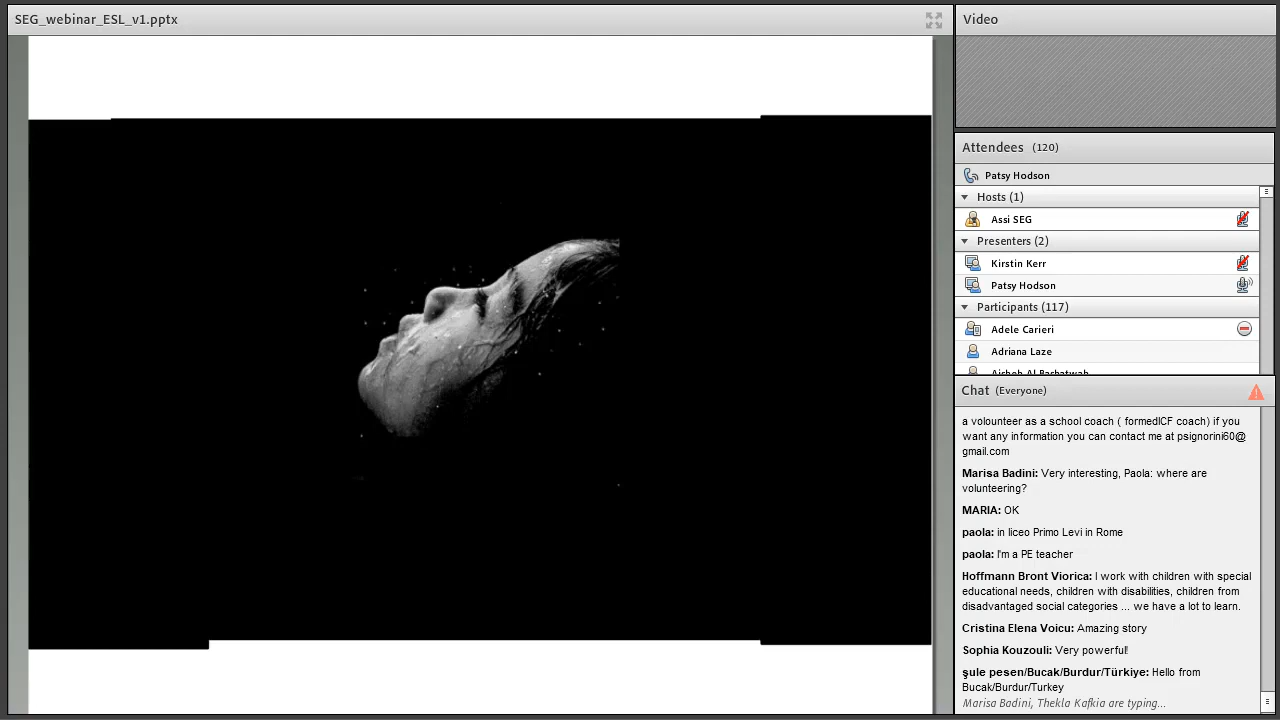 SEG_webinar_ESL_v1.pptx
Video
Attendees (120)
Patsy Hodson
Hosts (1)
Assi SEG
Presenters (2)
Kirstin Kerr
Patsy Hodson
Participants (117)
Adele Carieri
Adriana Laze
Chat (Everyone)
a volounteer as a school coach ( formedICF coach) if you
want any information you can contact me at psignorini60@
gmail.com
Marisa Badini: Very interesting, Paola: where are
volunteering?
MARIA: OK
paola: in liceo Primo Levi in Rome
paola: I'm a PE teacher
Hoffmann Bront Viorica: I work with children with special
educational needs, children with disabilities, children from
disadvantaged social categories ... we have a lot to learn.
Cristina Elena Voicu: Amazing story
Sophia Kouzouli: Very powerful!
şule pesen/Bucak/Burdur/Türkiye: Hello from
Bucak/Burdur/Turkey
Marisa Badini, Thekla Kafkia are typing...